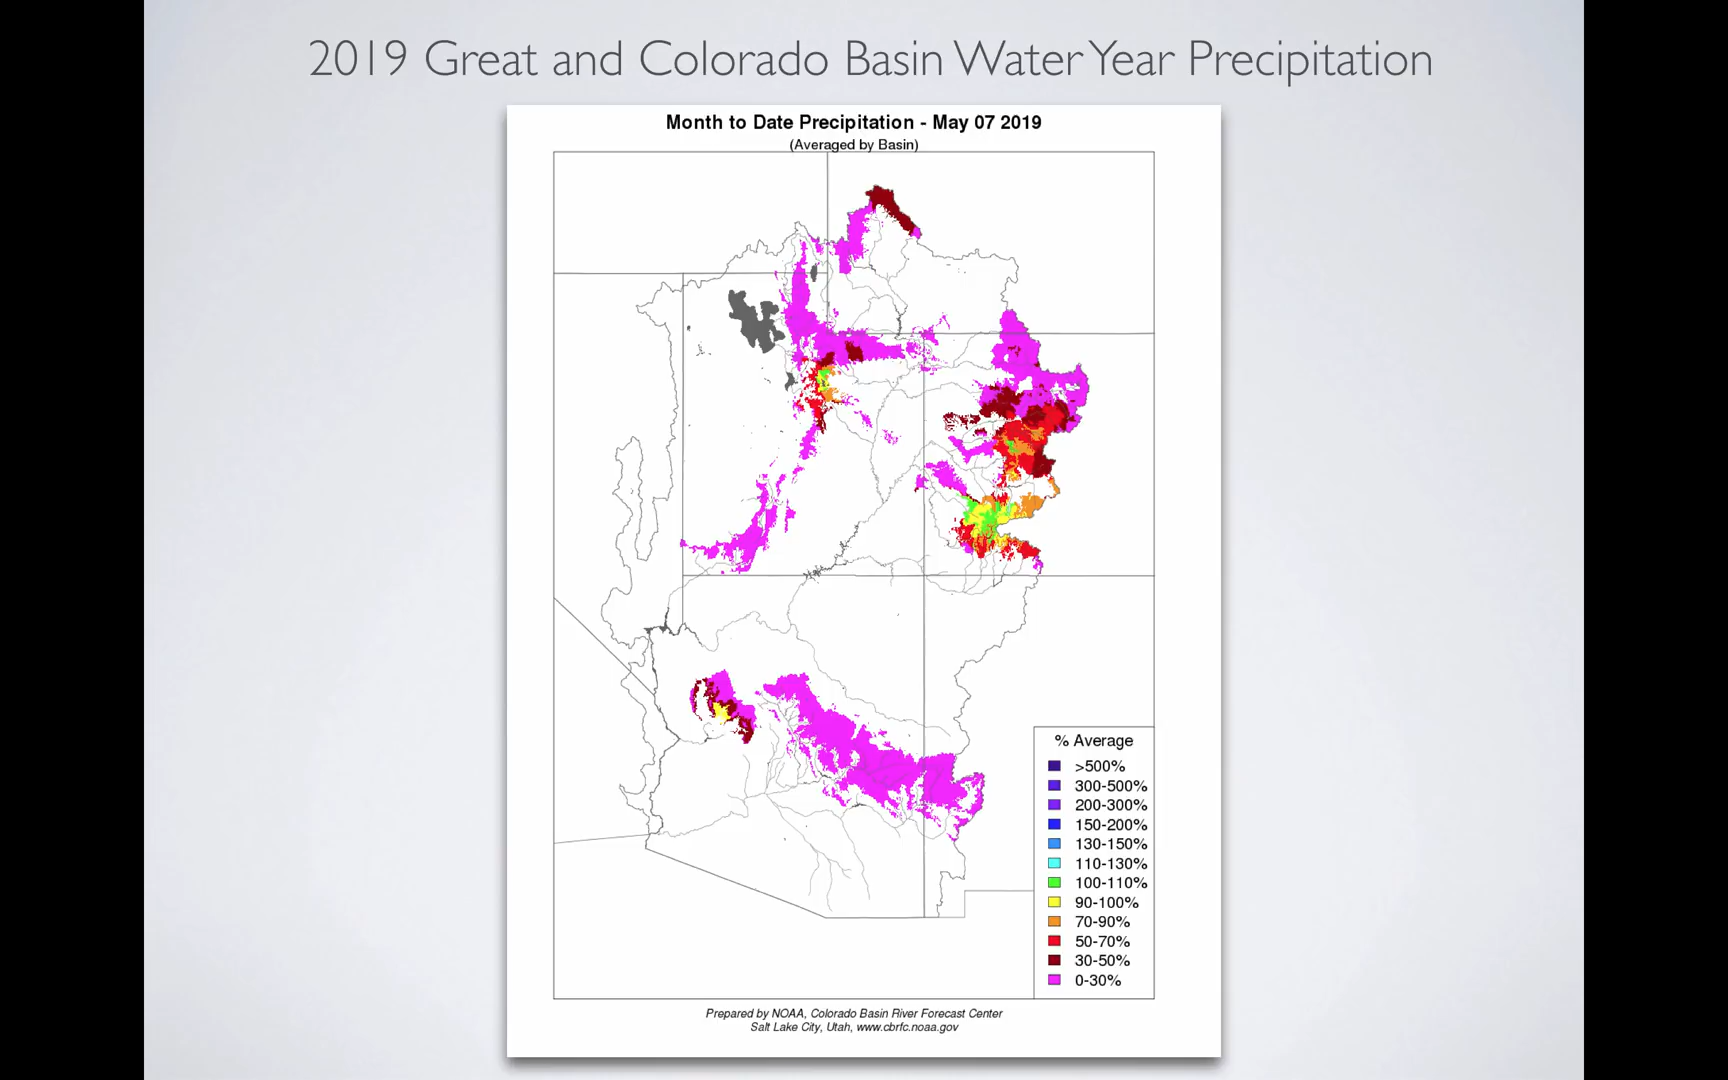 2019 Great and Colorado Basin Water Year Precipitation
Month to Date Precipitation - May 07 2019
(Averaged by Basin)
% Average
>500%
300-500%
200-300%
150-200%
130-150%
110-130%
100-110%
90-100%
70-90%
50-70%
30-50%
0-30%
Prepared by NOAA, Colorado Basin River Forecast Center
Salt Lake City, Utah, www.cbrfc.noaa.gov